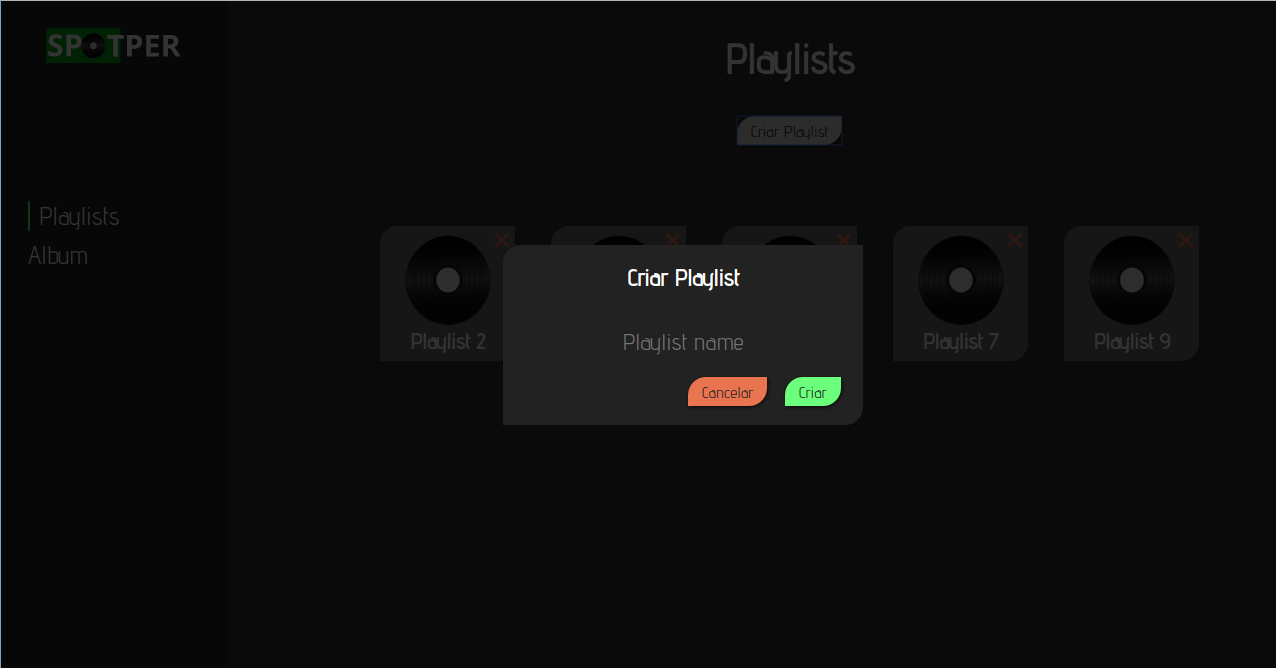 SPOTPER
Playlists
Criar Playlist
Playlists
Album
Criar Playlist
Playlist name
Cancelar
Criar
Playlist 2
Playlist 7
Playlist 9